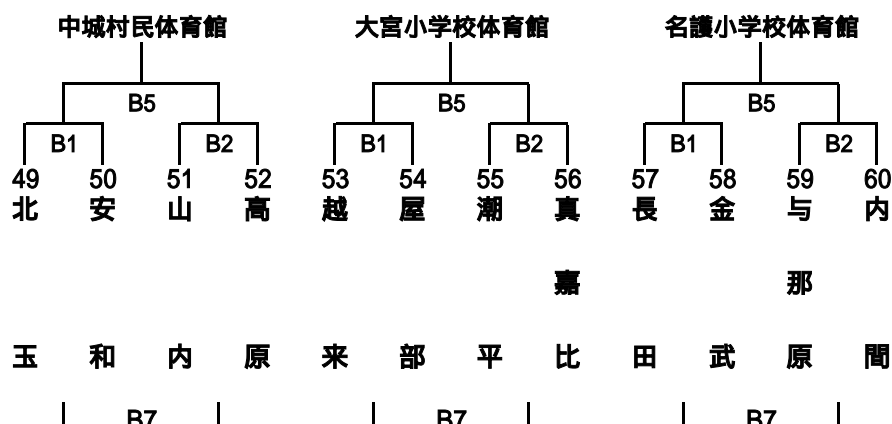 中城村民体育館 大宮小学校体育館 名護小学校体育館
B5 B5 B5
B1 B2 B1 B2 B1 B2
49 50 51 52 53 54 55 56 57 58 59 60
北玉 安和 山内 高原 越来 屋部 潮平 真嘉比 長田 金武 与那原 内間
B7 B7 B7